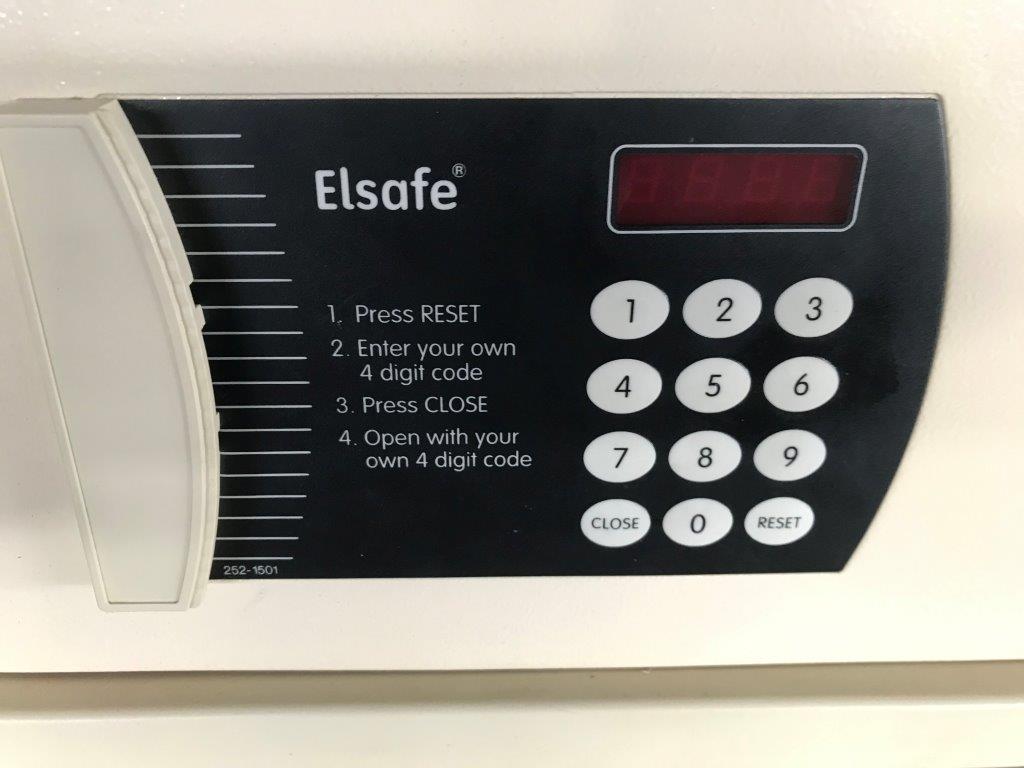 Elsafe®
1. Press RESET
2. Enter your own
4 digit code
3. Press CLOSE
4. Open with your
own 4 digit code
1 2 3
4 5 6
7 8 9
CLOSE 0 RESET
252-1501